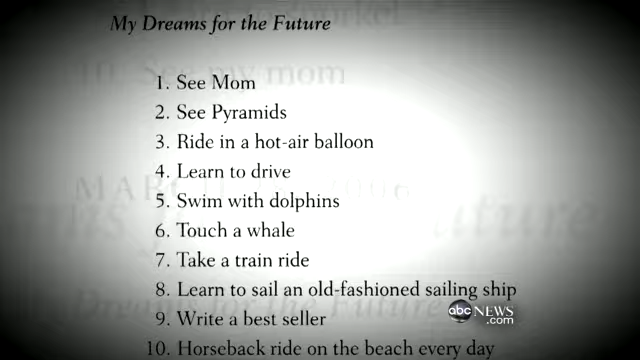 My Dreams for the Future
1. See Mom
2. See Pyramids
3. Ride in a hot-air balloon
4. Learn to drive
5. Swim with dolphins
6. Touch a whale
7. Take a train ride
8. Learn to sail an old-fashioned sailing ship
9. Write a best seller
10. Horseback ride on the beach every day
abc NEWS
.com